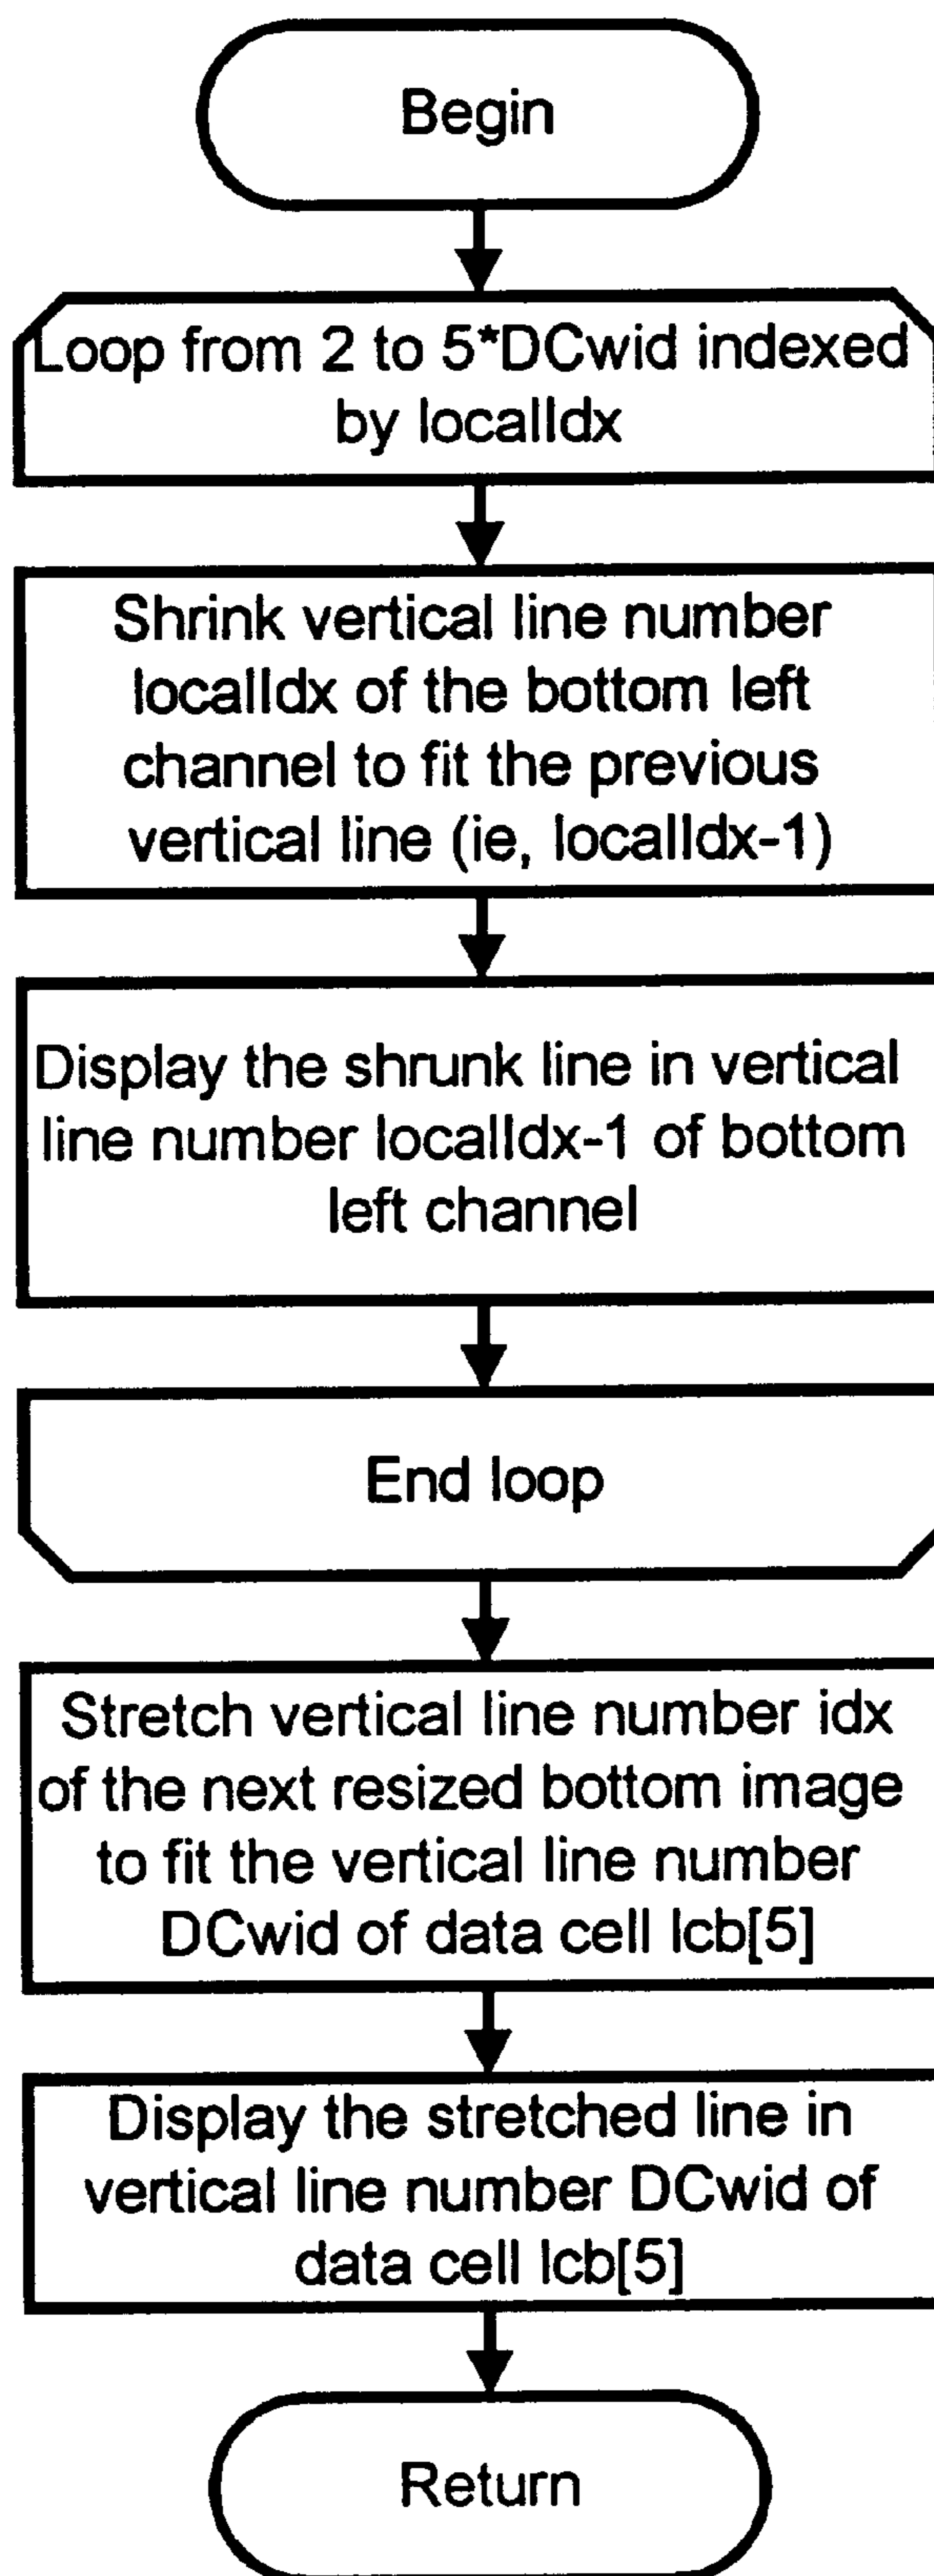 Begin
Loop from 2 to 5*DCwid indexed
by localIdx
Shrink vertical line number
localIdx of the bottom left
channel to fit the previous
vertical line (ie, localIdx-1)
Display the shrunk line in vertical
line number localIdx-1 of bottom
left channel
End loop
Stretch vertical line number idx
of the next resized bottom image
to fit the vertical line number
DCwid of data cell lcb[5]
Display the stretched line in
vertical line number DCwid of
data cell lcb[5]
Return